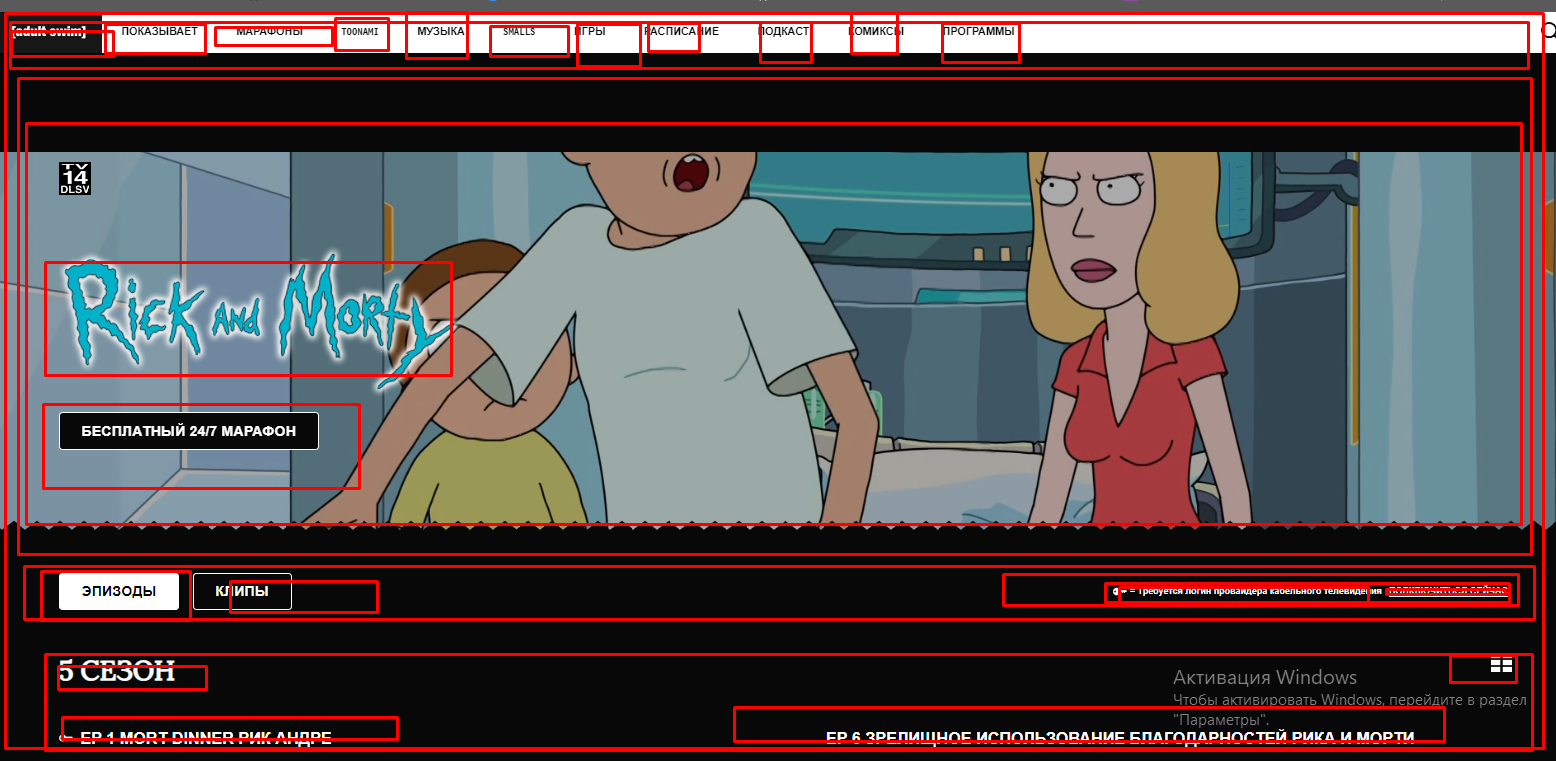 [adult swim] ПОКАЗЫВАЕТ МАРАФОНЫ TOONAMI МУЗЫКА SMALLS ИГРЫ РАСПИСАНИЕ ПОДКАСТ КОМИКСЫ ПРОГРАММЫ
TV
14
DLSV
RICK AND MORTY
БЕСПЛАТНЫЙ 24/7 МАРАФОН
ЭПИЗОДЫ КЛИПЫ = Требуется логин провайдера кабельного телевидения ПОДКЛЮЧИТЬСЯ СЕЙЧАС
5 СЕЗОН
Активация Windows
Чтобы активировать Windows, перейдите в раздел
"Параметры".
EP 1 MORT DINNER РИК АНДРЕ EP 6 ЗРЕЛИЩНОЕ ИСПОЛЬЗОВАНИЕ БЛАГОДАРНОСТЕЙ РИКА И МОРТИ